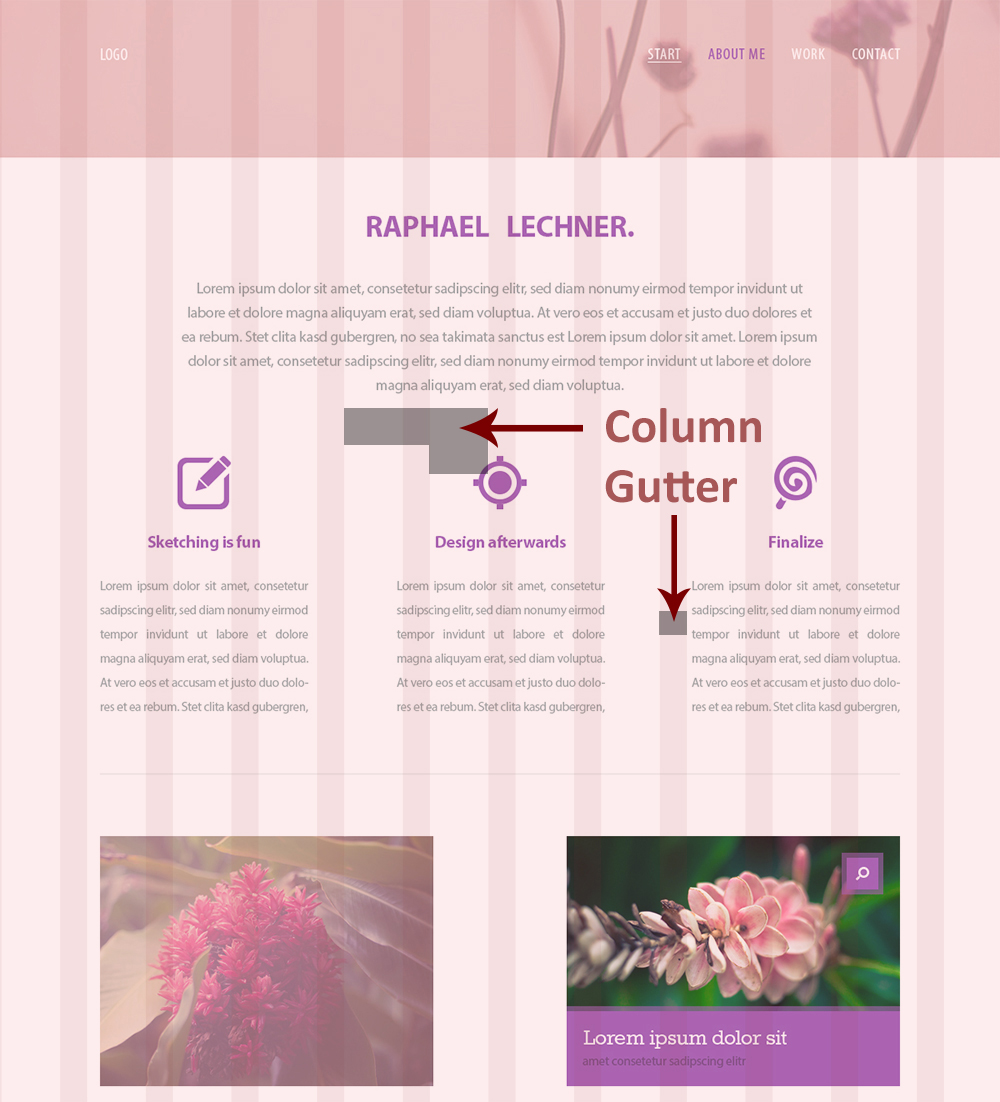 LOGO
START ABOUT ME WORK CONTACT
RAPHAEL LECHNER.
Lorem ipsum dolor sit amet, consetetur sadipscing elitr, sed diam nonumy eirmod tempor invidunt ut
labore et dolore magna aliquyam erat, sed diam voluptua. At vero eos et accusam et justo duo dolores et
ea rebum. Stet clita kasd gubergren, no sea takimata sanctus est Lorem ipsum dolor sit amet. Lorem ipsum
dolor sit amet, consetetur sadipscing elitr, sed diam nonumy eirmod tempor invidunt ut labore et dolore
magna aliquyam erat, sed diam voluptua.
Column
Gutter
Sketching is fun
Lorem ipsum dolor sit amet, consetetur
sadipscing elitr, sed diam nonumy eirmod
tempor invidunt ut labore et dolore
magna aliquyam erat, sed diam voluptua.
At vero eos et accusam et justo duo dolo-
res et ea rebum. Stet clita kasd gubergren,
Design afterwards
Lorem ipsum dolor sit amet, consetetur
sadipscing elitr, sed diam nonumy eirmod
tempor invidunt ut labore et dolore
magna aliquyam erat, sed diam voluptua.
At vero eos et accusam et justo duo dolo-
res et ea rebum. Stet clita kasd gubergren,
Finalize
Lorem ipsum dolor sit amet, consetetur
sadipscing elitr, sed diam nonumy eirmod
tempor invidunt ut labore et dolore
magna aliquyam erat, sed diam voluptua.
At vero eos et accusam et justo duo dolo-
res et ea rebum. Stet clita kasd gubergren,
Lorem ipsum dolor sit
amet consetetur sadipscing elitr